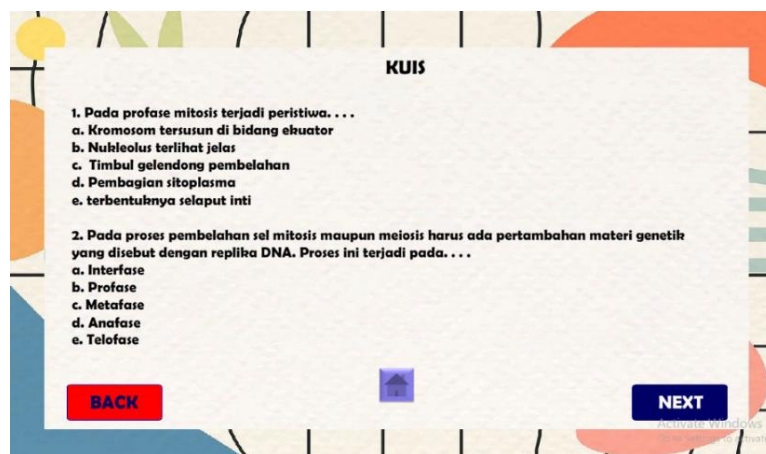 KUIS
1. Pada profase mitosis terjadi peristiwa. . . .
a. Kromosom tersusun di bidang ekuator
b. Nukleolus terlihat jelas
c. Timbul gelendong pembelahan
d. Pembagian sitoplasma
e. terbentuknya selaput inti
2. Pada proses pembelahan sel mitosis maupun meiosis harus ada pertambahan materi genetik
yang disebut dengan replika DNA. Proses ini terjadi pada. . . .
a. Interfase
b. Profase
c. Metafase
d. Anafase
e. Telofase
BACK
NEXT
Activate Windows